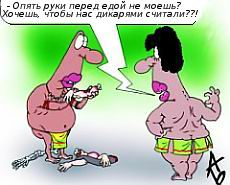 - Опять руки перед едой не моешь?
Хочешь, чтобы нас дикарями считали??!